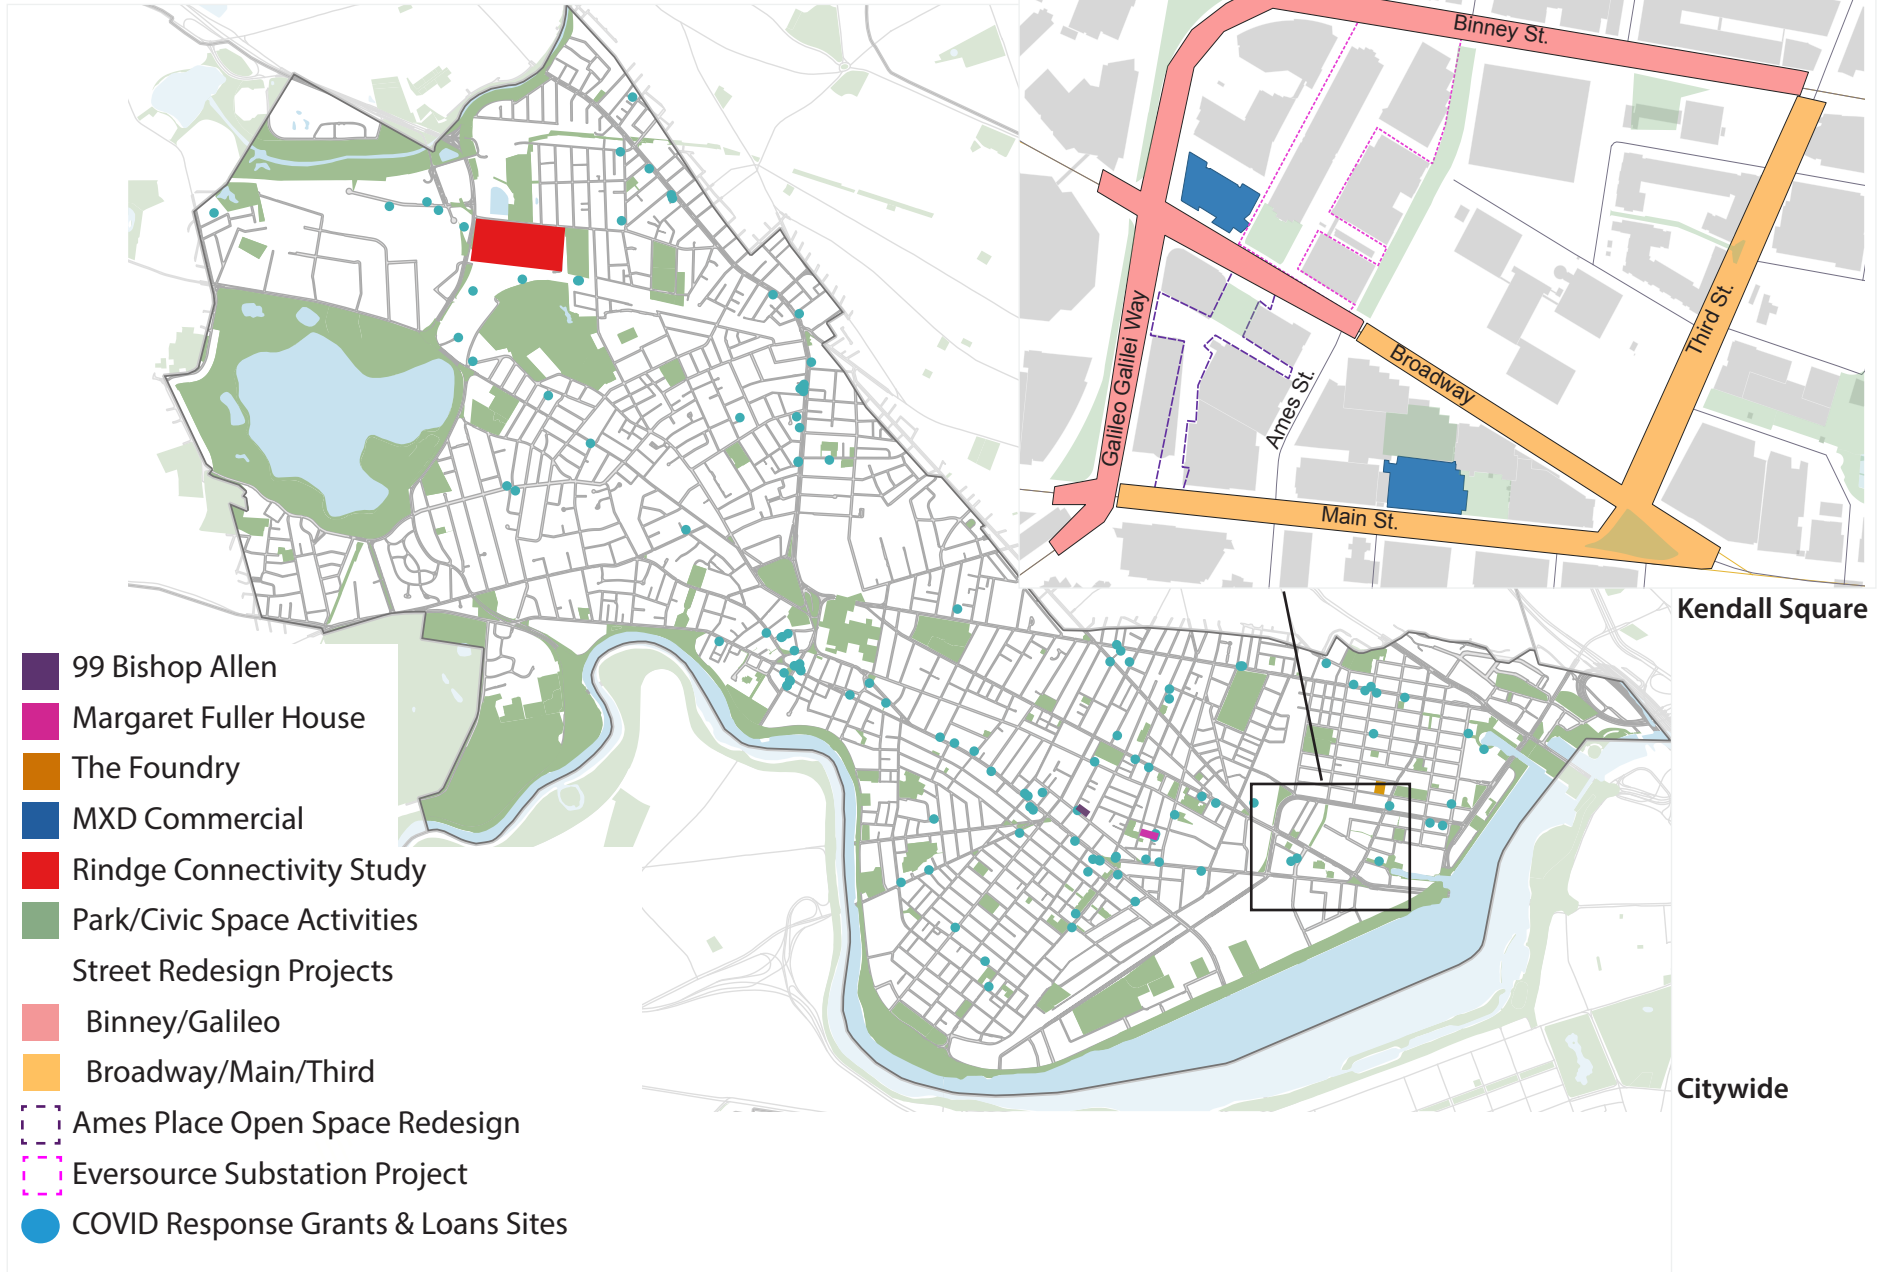 Binney St.
Galileo Galilei Way
Third St.
Broadway
Ames St.
Main St.
Kendall Square
99 Bishop Allen
Margaret Fuller House
The Foundry
MXD Commercial
Rindge Connectivity Study
Park/Civic Space Activities
Street Redesign Projects
Binney/Galileo
Broadway/Main/Third
Ames Place Open Space Redesign
Eversource Substation Project
COVID Response Grants & Loans Sites
Citywide